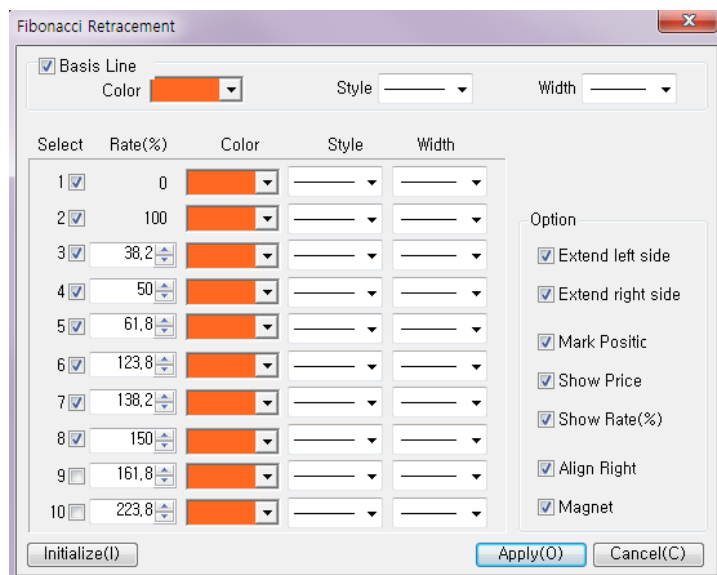 Fibonacci Retracement
Basis Line
Color Style Width
Select Rate(%) Color Style Width
1 0
2 100
3 38,2
4 50
5 61,8
6 123,8
7 138,2
8 150
9 161,8
10 223,8
Option
Extend left side
Extend right side
Mark Positic
Show Price
Show Rate(%)
Align Right
Magnet
Initialize(I) Apply(O) Cancel(C)